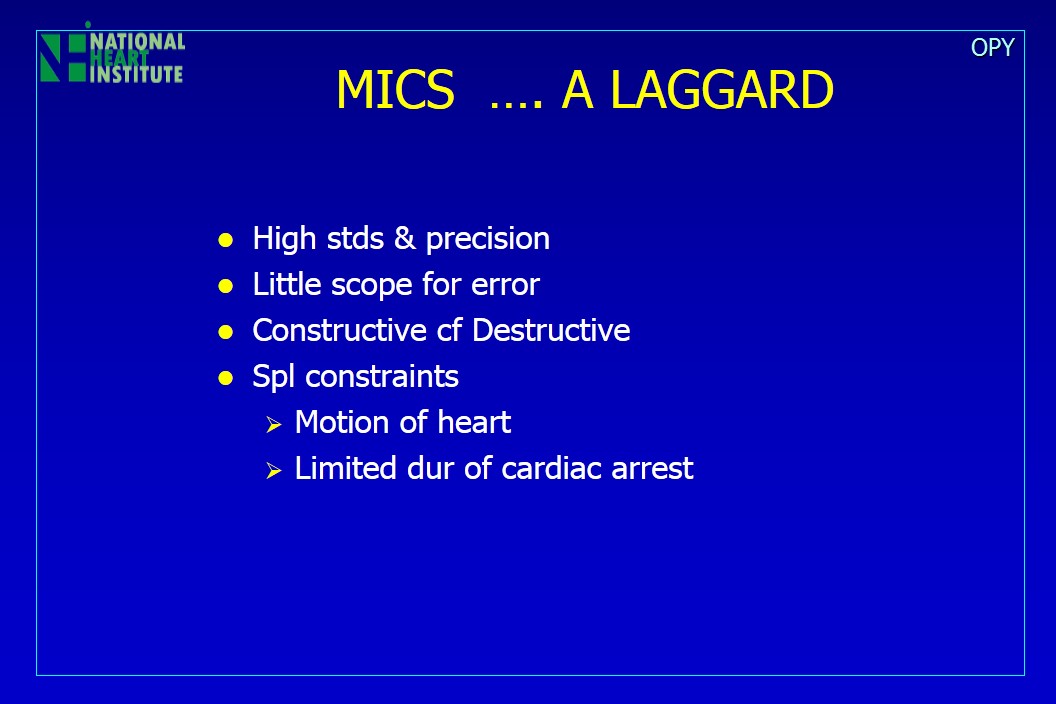 NATIONAL
HEART
INSTITUTE
OPY
MICS …. A LAGGARD
High stds & precision
Little scope for error
Constructive cf Destructive
Spl constraints
Motion of heart
Limited dur of cardiac arrest